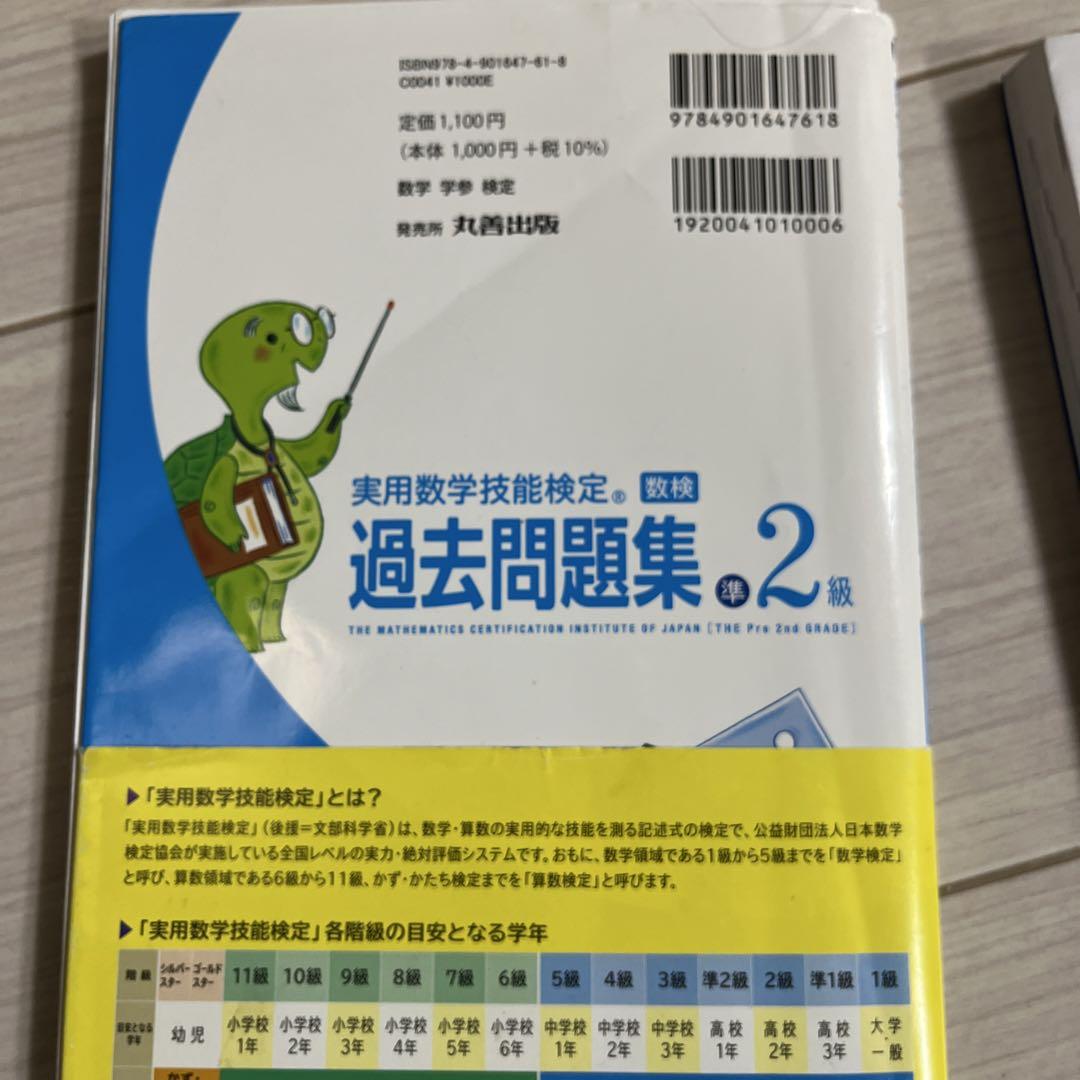 ISBN978-4-901647-61-8
C0041 ¥1000E
定価1,100円
(本体 1,000円+税10%)
数学 学参 検定
発売所 丸善出版
9784901647618
1920041010006
実用数学技能検定® 数検
過去問題集 準2級
THE MATHEMATICS CERTIFICATION INSTITUTE OF JAPAN [THE Pre 2nd GRADE]
▶「実用数学技能検定」とは?
「実用数学技能検定」(後援=文部科学省)は、数学・算数の実用的な技能を測る記述式の検定で、公益財団法人日本数学
検定協会が実施している全国レベルの実力・絶対評価システムです。おもに、数学領域である1級から5級までを「数学検定」
と呼び、算数領域である6級から11級、かず・かたち検定までを「算数検定」と呼びます。
▶「実用数学技能検定」各階級の目安となる学年
階級 シルバースター ゴールドスター 11級 10級 9級 8級 7級 6級 5級 4級 3級 準2級 2級 準1級 1級
目安となる学年 幼児 小学校1年 小学校2年 小学校3年 小学校4年 小学校5年 小学校6年 中学校1年 中学校2年 中学校3年 高校1年 高校2年 高校3年 大学・一般
かず・